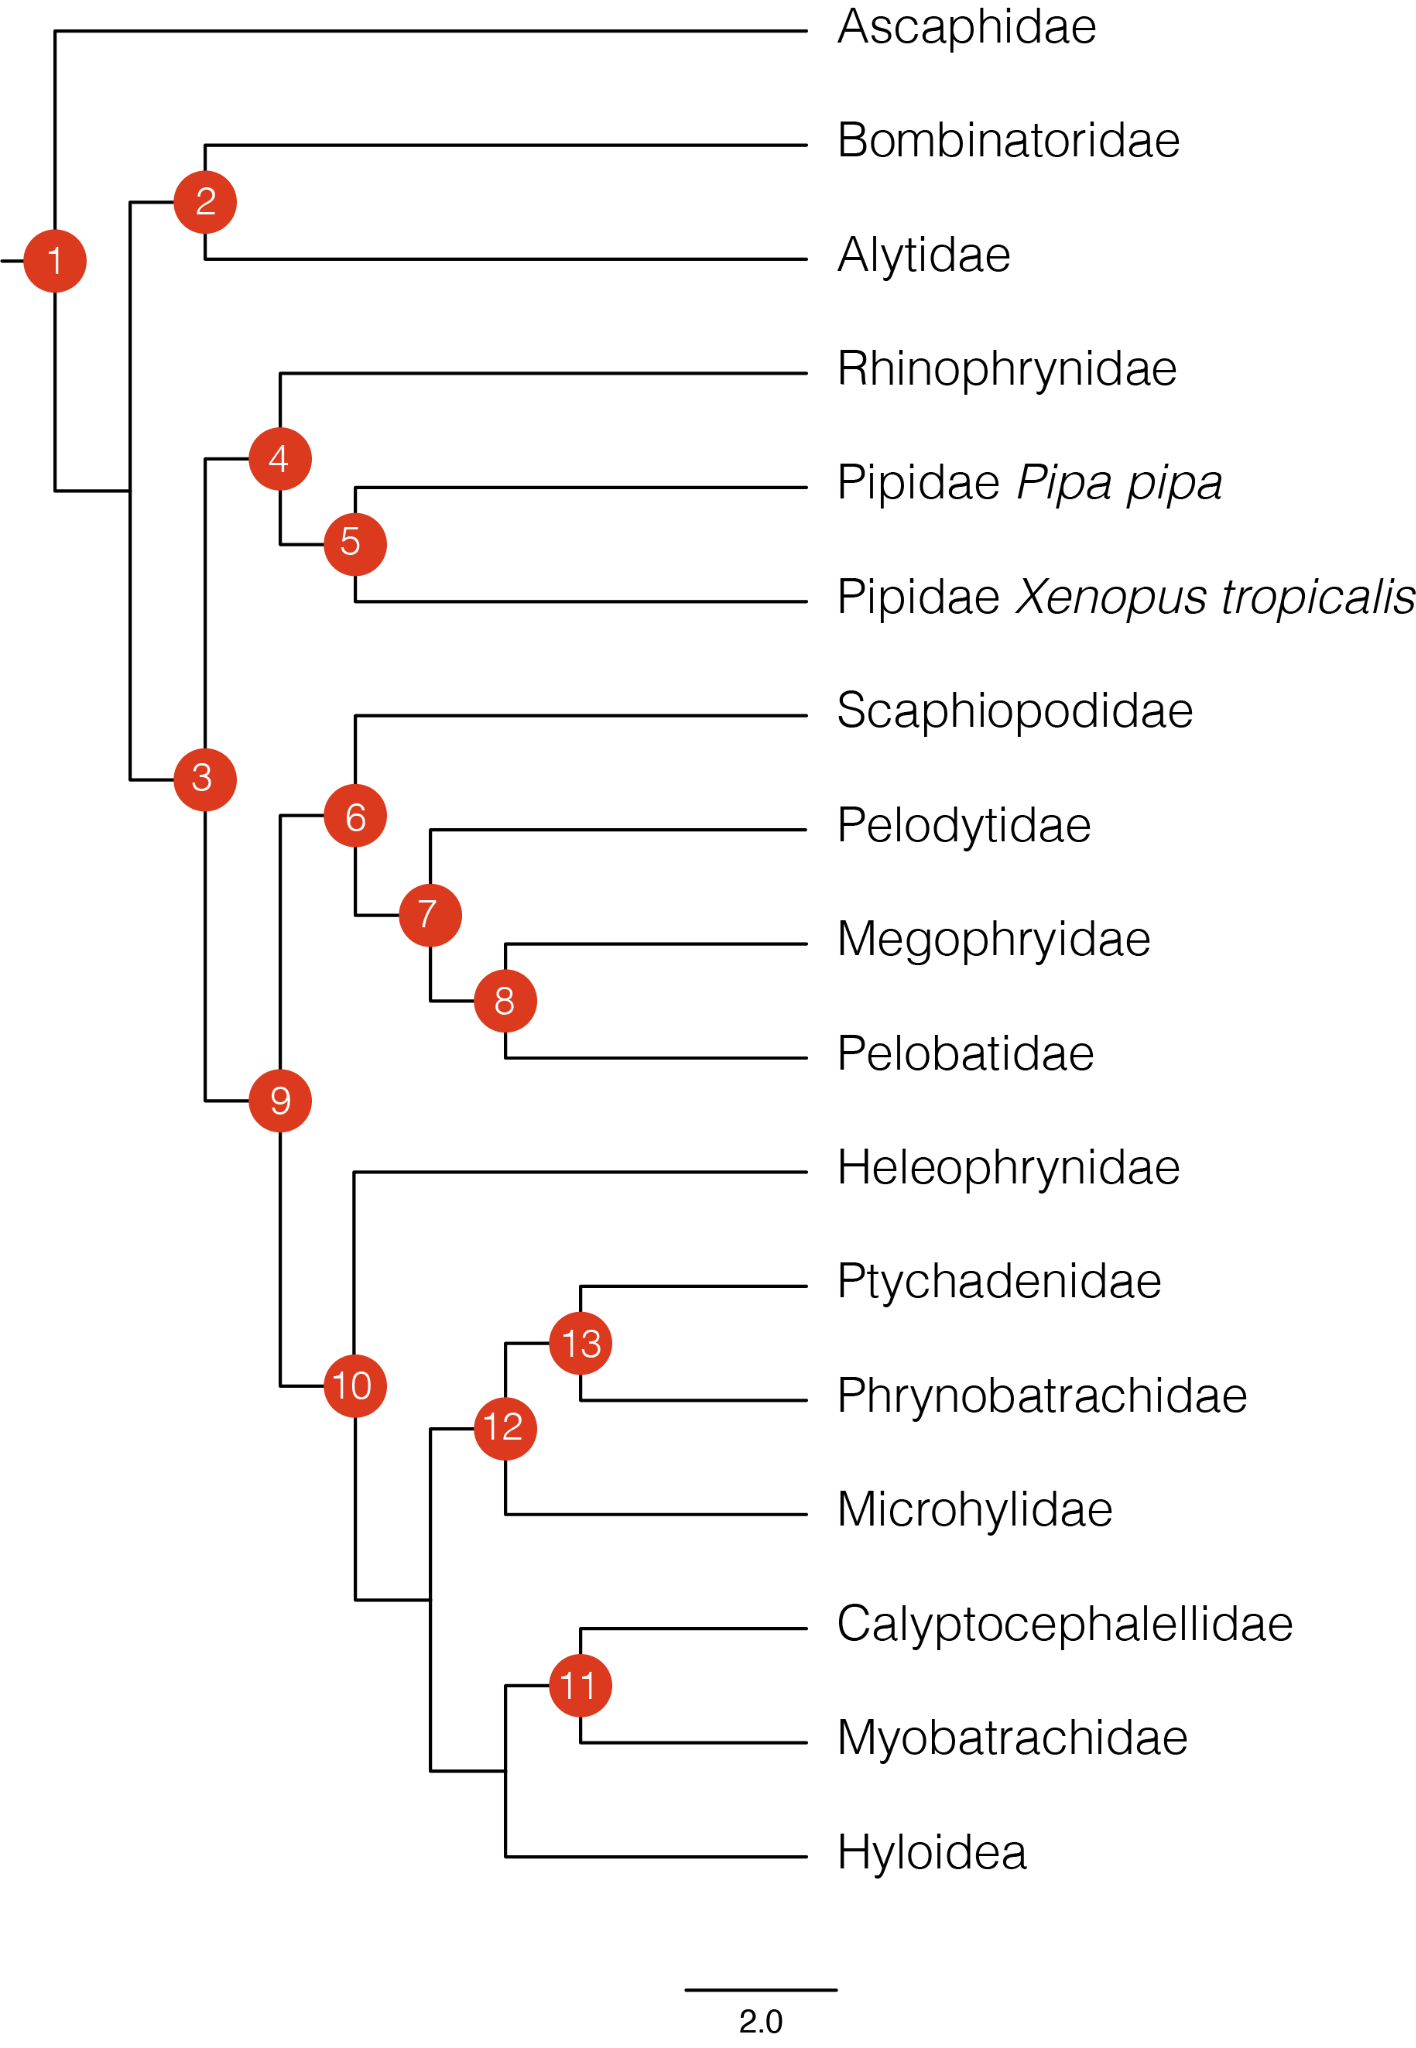 Ascaphidae
Bombinatoridae
2
Alytidae
1
Rhinophrynidae
4
Pipidae Pipa pipa
5
Pipidae Xenopus tropicalis
Scaphiopodidae
3
6
Pelodytidae
7
Megophryidae
8
Pelobatidae
9
Heleophrynidae
Ptychadenidae
13
10
Phrynobatrachidae
12
Microhylidae
Calyptocephalellidae
11
Myobatrachidae
Hyloidea
2.0